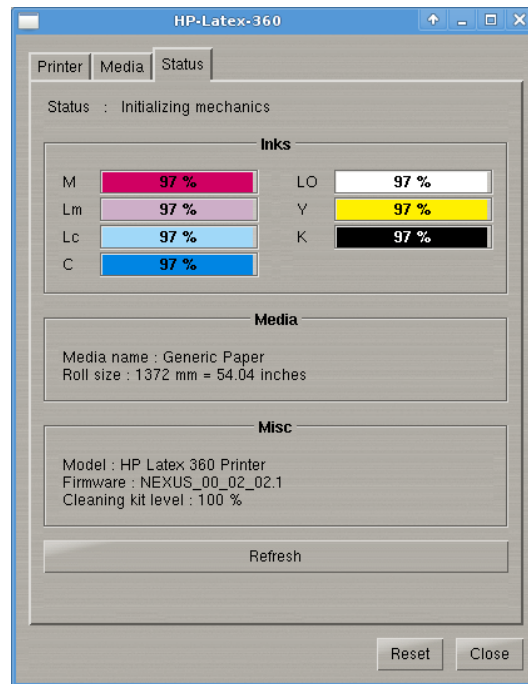 HP-Latex-360
Printer Media Status
Status : Initializing mechanics
Inks
M 97 % LO 97 %
Lm 97 % Y 97 %
Lc 97 % K 97 %
C 97 %
Media
Media name : Generic Paper
Roll size : 1372 mm = 54.04 inches
Misc
Model : HP Latex 360 Printer
Firmware : NEXUS_00_02_02.1
Cleaning kit level : 100 %
Refresh
Reset Close